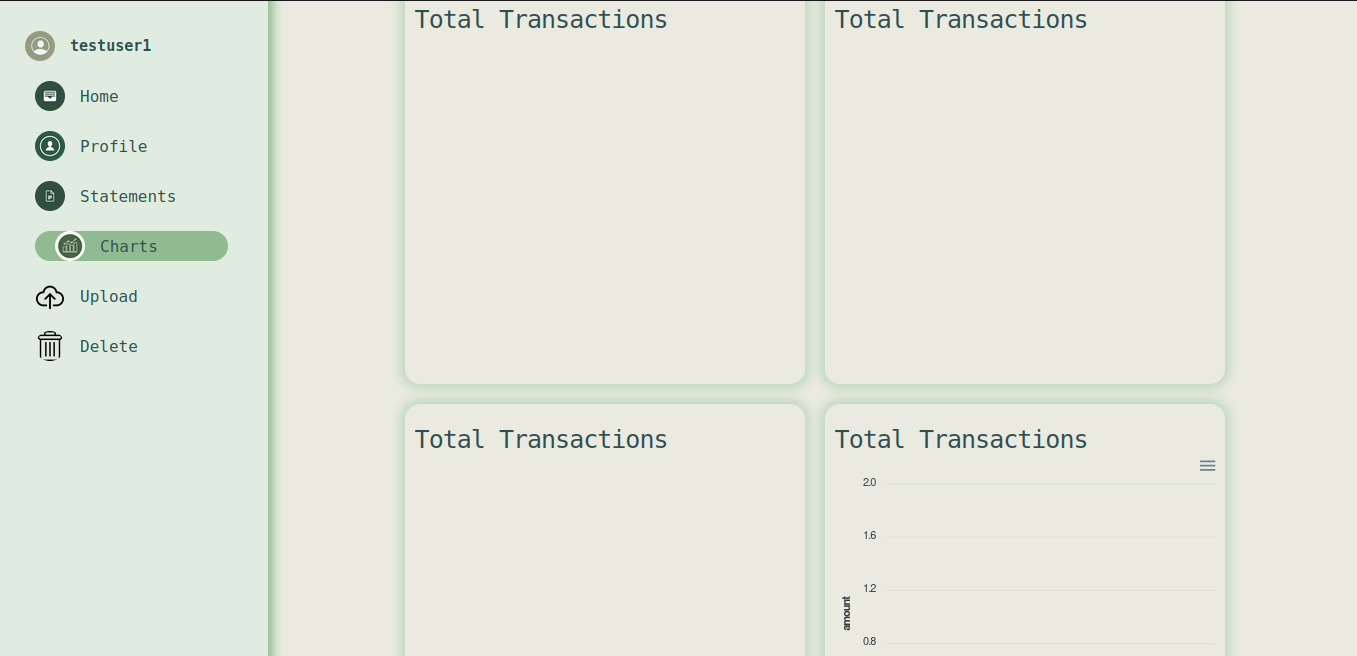 testuser1
Home
Profile
Statements
Charts
Upload
Delete
Total Transactions
Total Transactions
Total Transactions
Total Transactions
2.0
1.6
1.2
0.8
amount